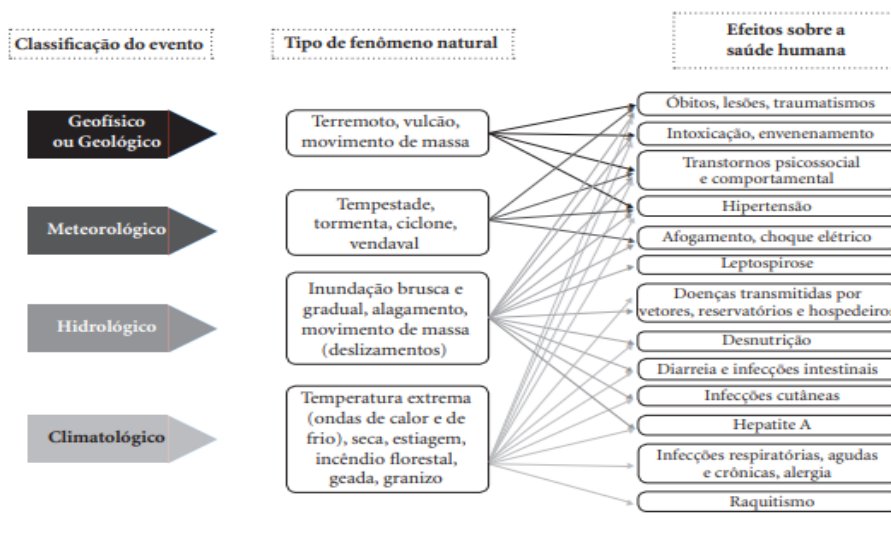 Classificação do evento
Tipo de fenômeno natural
Efeitos sobre a
saúde humana
Geofísico
ou Geológico
Terremoto, vulcão,
movimento de massa
Meteorológico
Tempestade,
tormenta, ciclone,
vendaval
Hidrológico
Inundação brusca e
gradual, alagamento,
movimento de massa
(deslizamentos)
Climatológico
Temperatura extrema
(ondas de calor e de
frio), seca, estiagem,
incêndio florestal,
geada, granizo
Óbitos, lesões, traumatismos
Intoxicação, envenenamento
Transtornos psicossocial
e comportamental
Hipertensão
Afogamento, choque elétrico
Leptospirose
Doenças transmitidas por
vetores, reservatórios e hospedeiros
Desnutrição
Diarreia e infecções intestinais
Infecções cutâneas
Hepatite A
Infecções respiratórias, agudas
e crônicas, alergia
Raquitismo